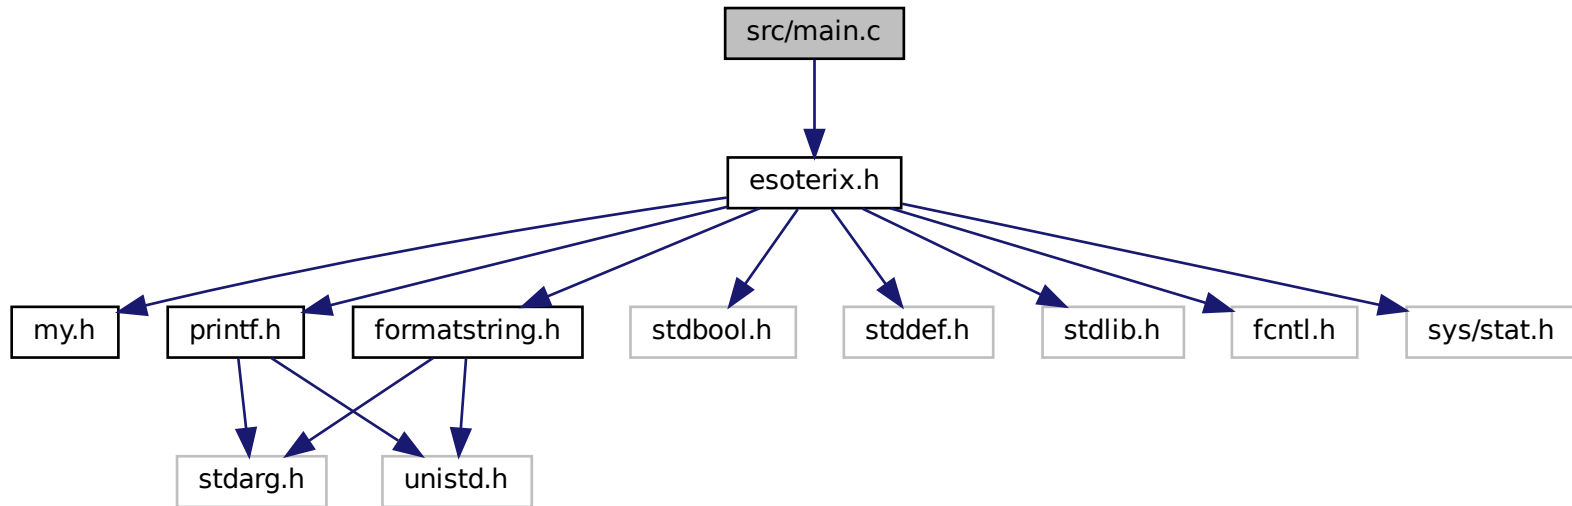 src/main.c
esoterix.h
my.h
printf.h
formatstring.h
stdbool.h
stddef.h
stdlib.h
fcntl.h
sys/stat.h
stdarg.h
unistd.h